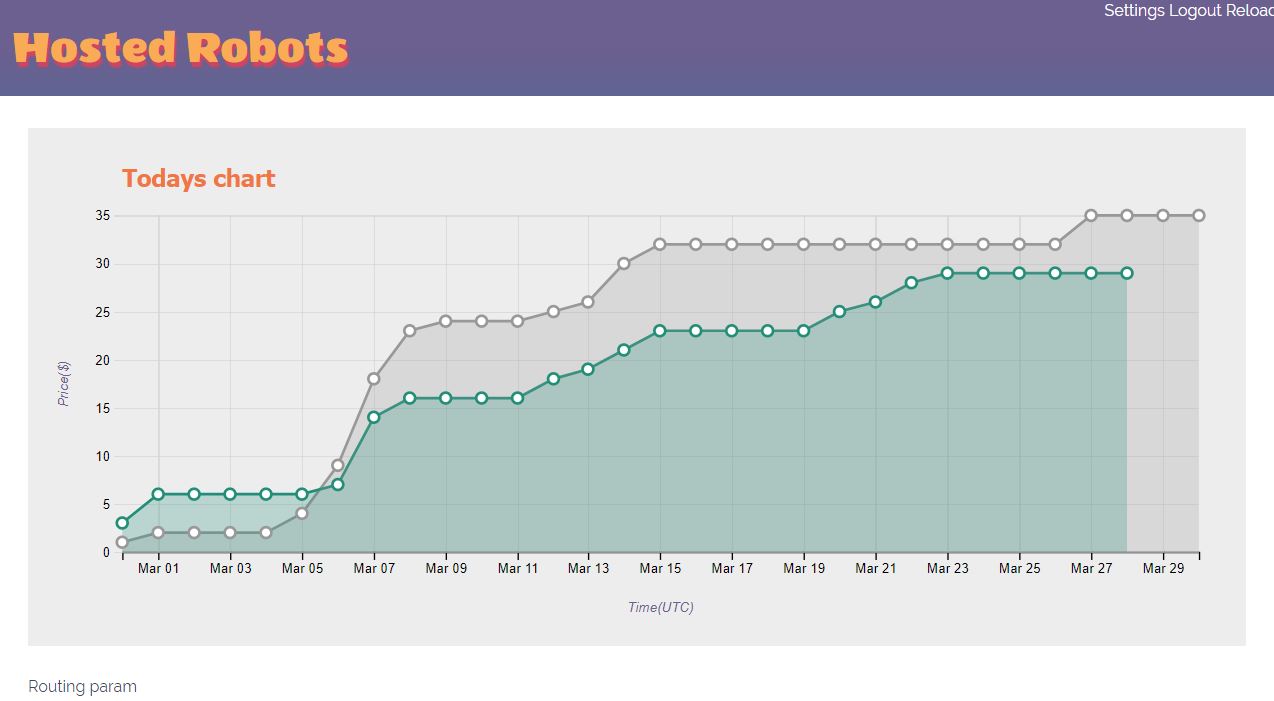 Settings Logout Reload
Hosted Robots
Todays chart
35
30
25
20
15
10
5
0
Price($)
Mar 01 Mar 03 Mar 05 Mar 07 Mar 09 Mar 11 Mar 13 Mar 15 Mar 17 Mar 19 Mar 21 Mar 23 Mar 25 Mar 27 Mar 29
Time(UTC)
Routing param